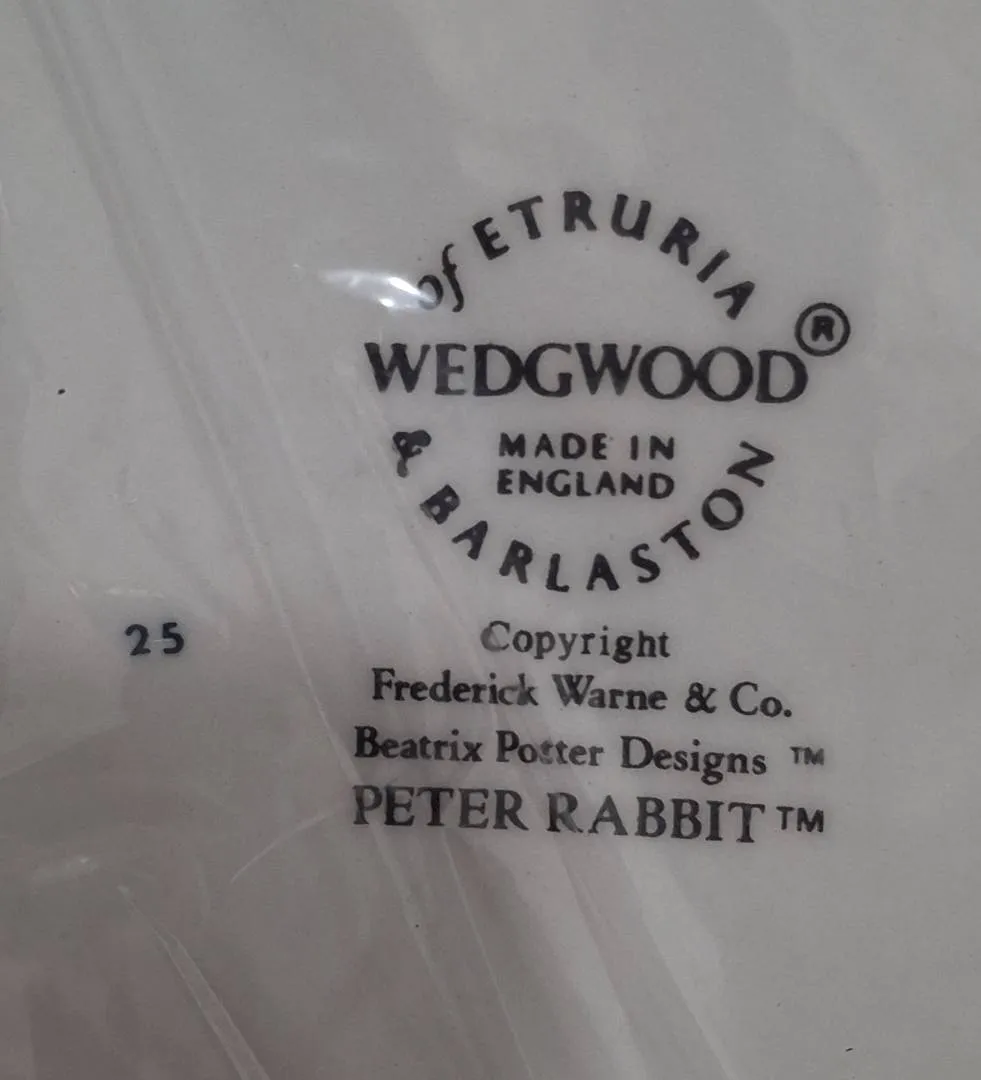 of ETRURIA
WEDGWOOD®
MADE IN
ENGLAND
& BARLASTON
25
Copyright
Frederick Warne & Co.
Beatrix Potter Designs ™
PETER RABBIT ™